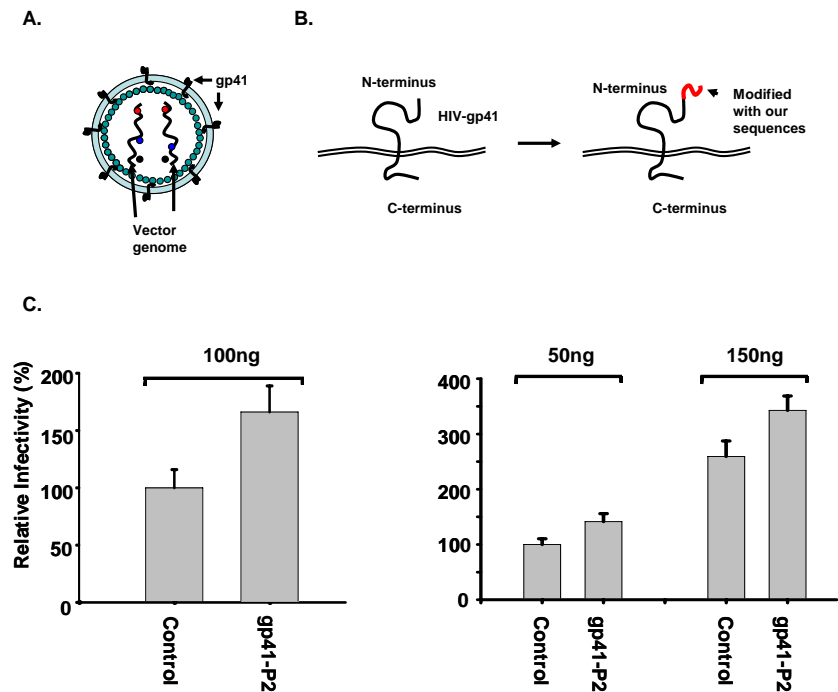 A.
gp41
Vector
genome
B.
N-terminus
HIV-gp41
C-terminus
N-terminus
Modified
with our
sequences
C-terminus
C.
Relative Infectivity (%)
100ng
200
150
100
50
0
Control
gp41-P2
50ng
150ng
400
300
200
100
0
Control
gp41-P2
Control
gp41-P2